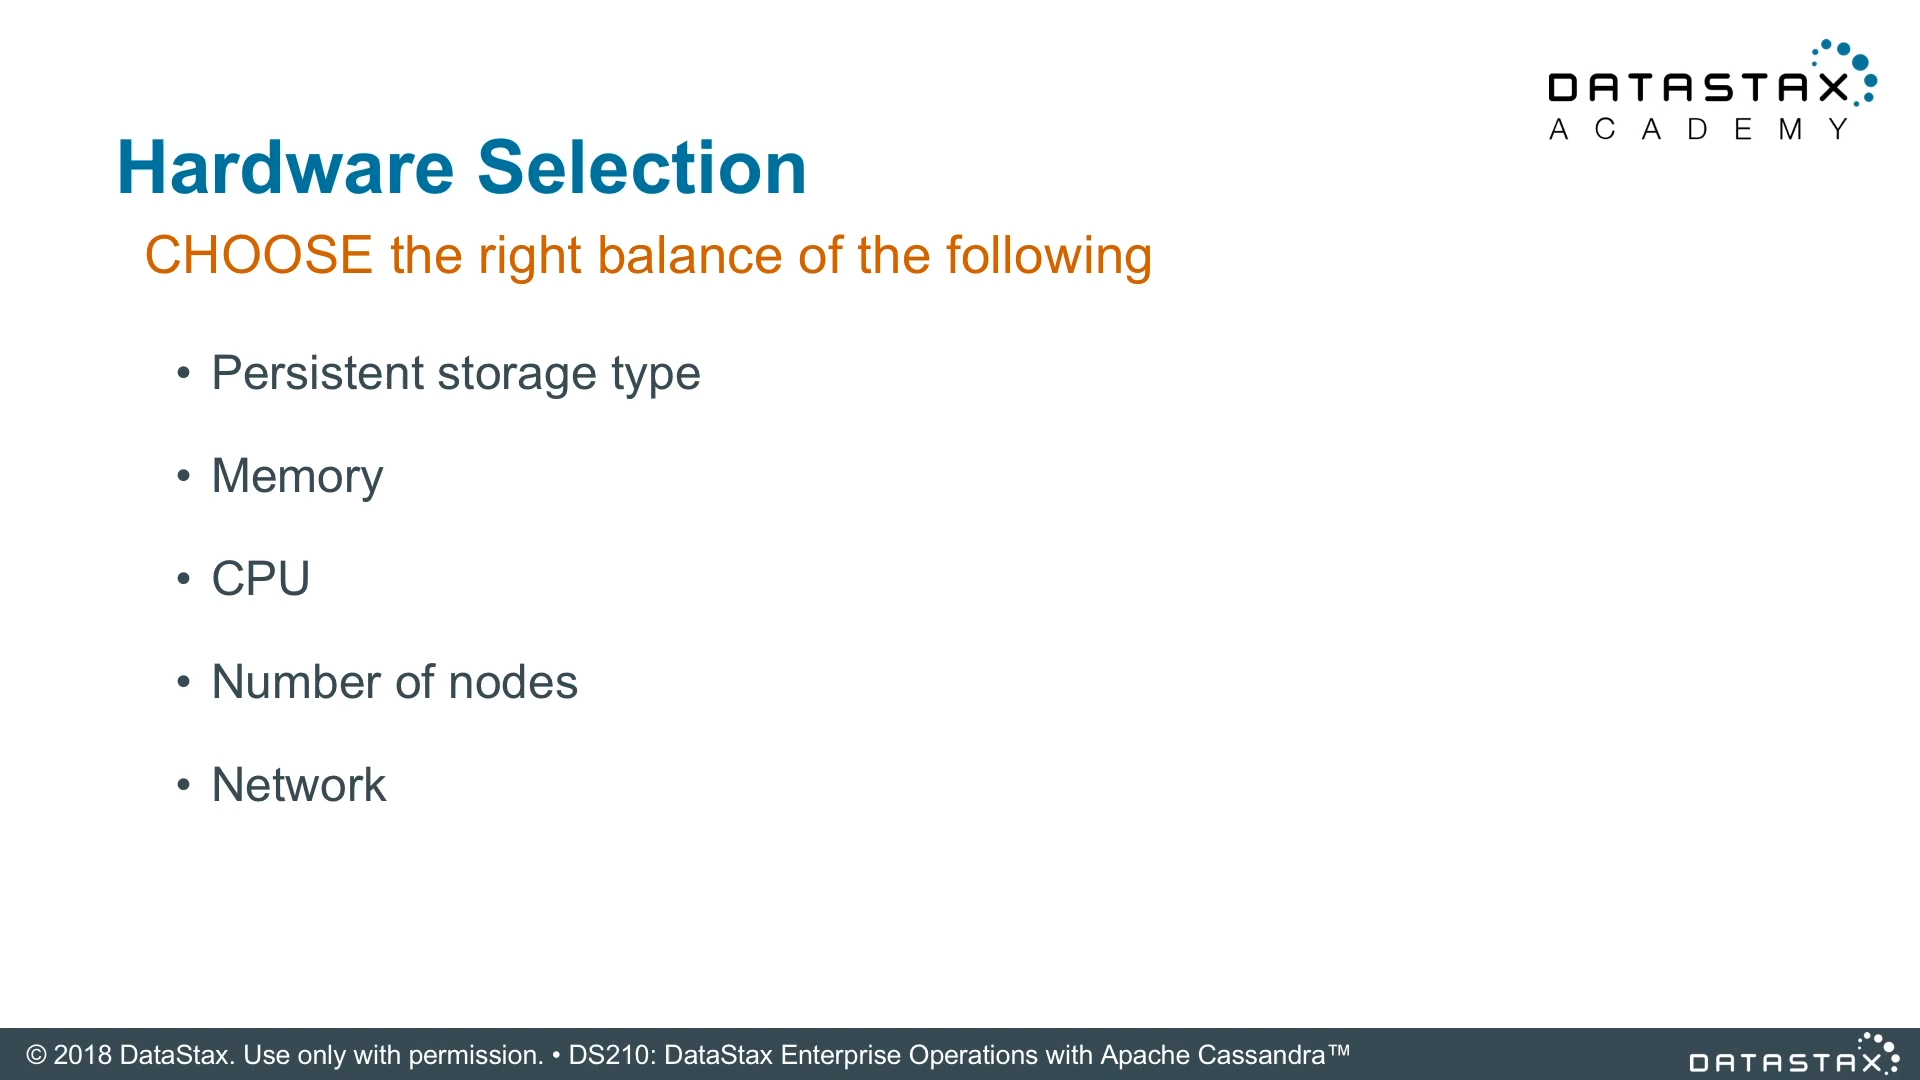 DATASTAX
ACADEMY
Hardware Selection
CHOOSE the right balance of the following
• Persistent storage type
• Memory
• CPU
• Number of nodes
• Network
© 2018 DataStax. Use only with permission. • DS210: DataStax Enterprise Operations with Apache Cassandra™
DATASTAX